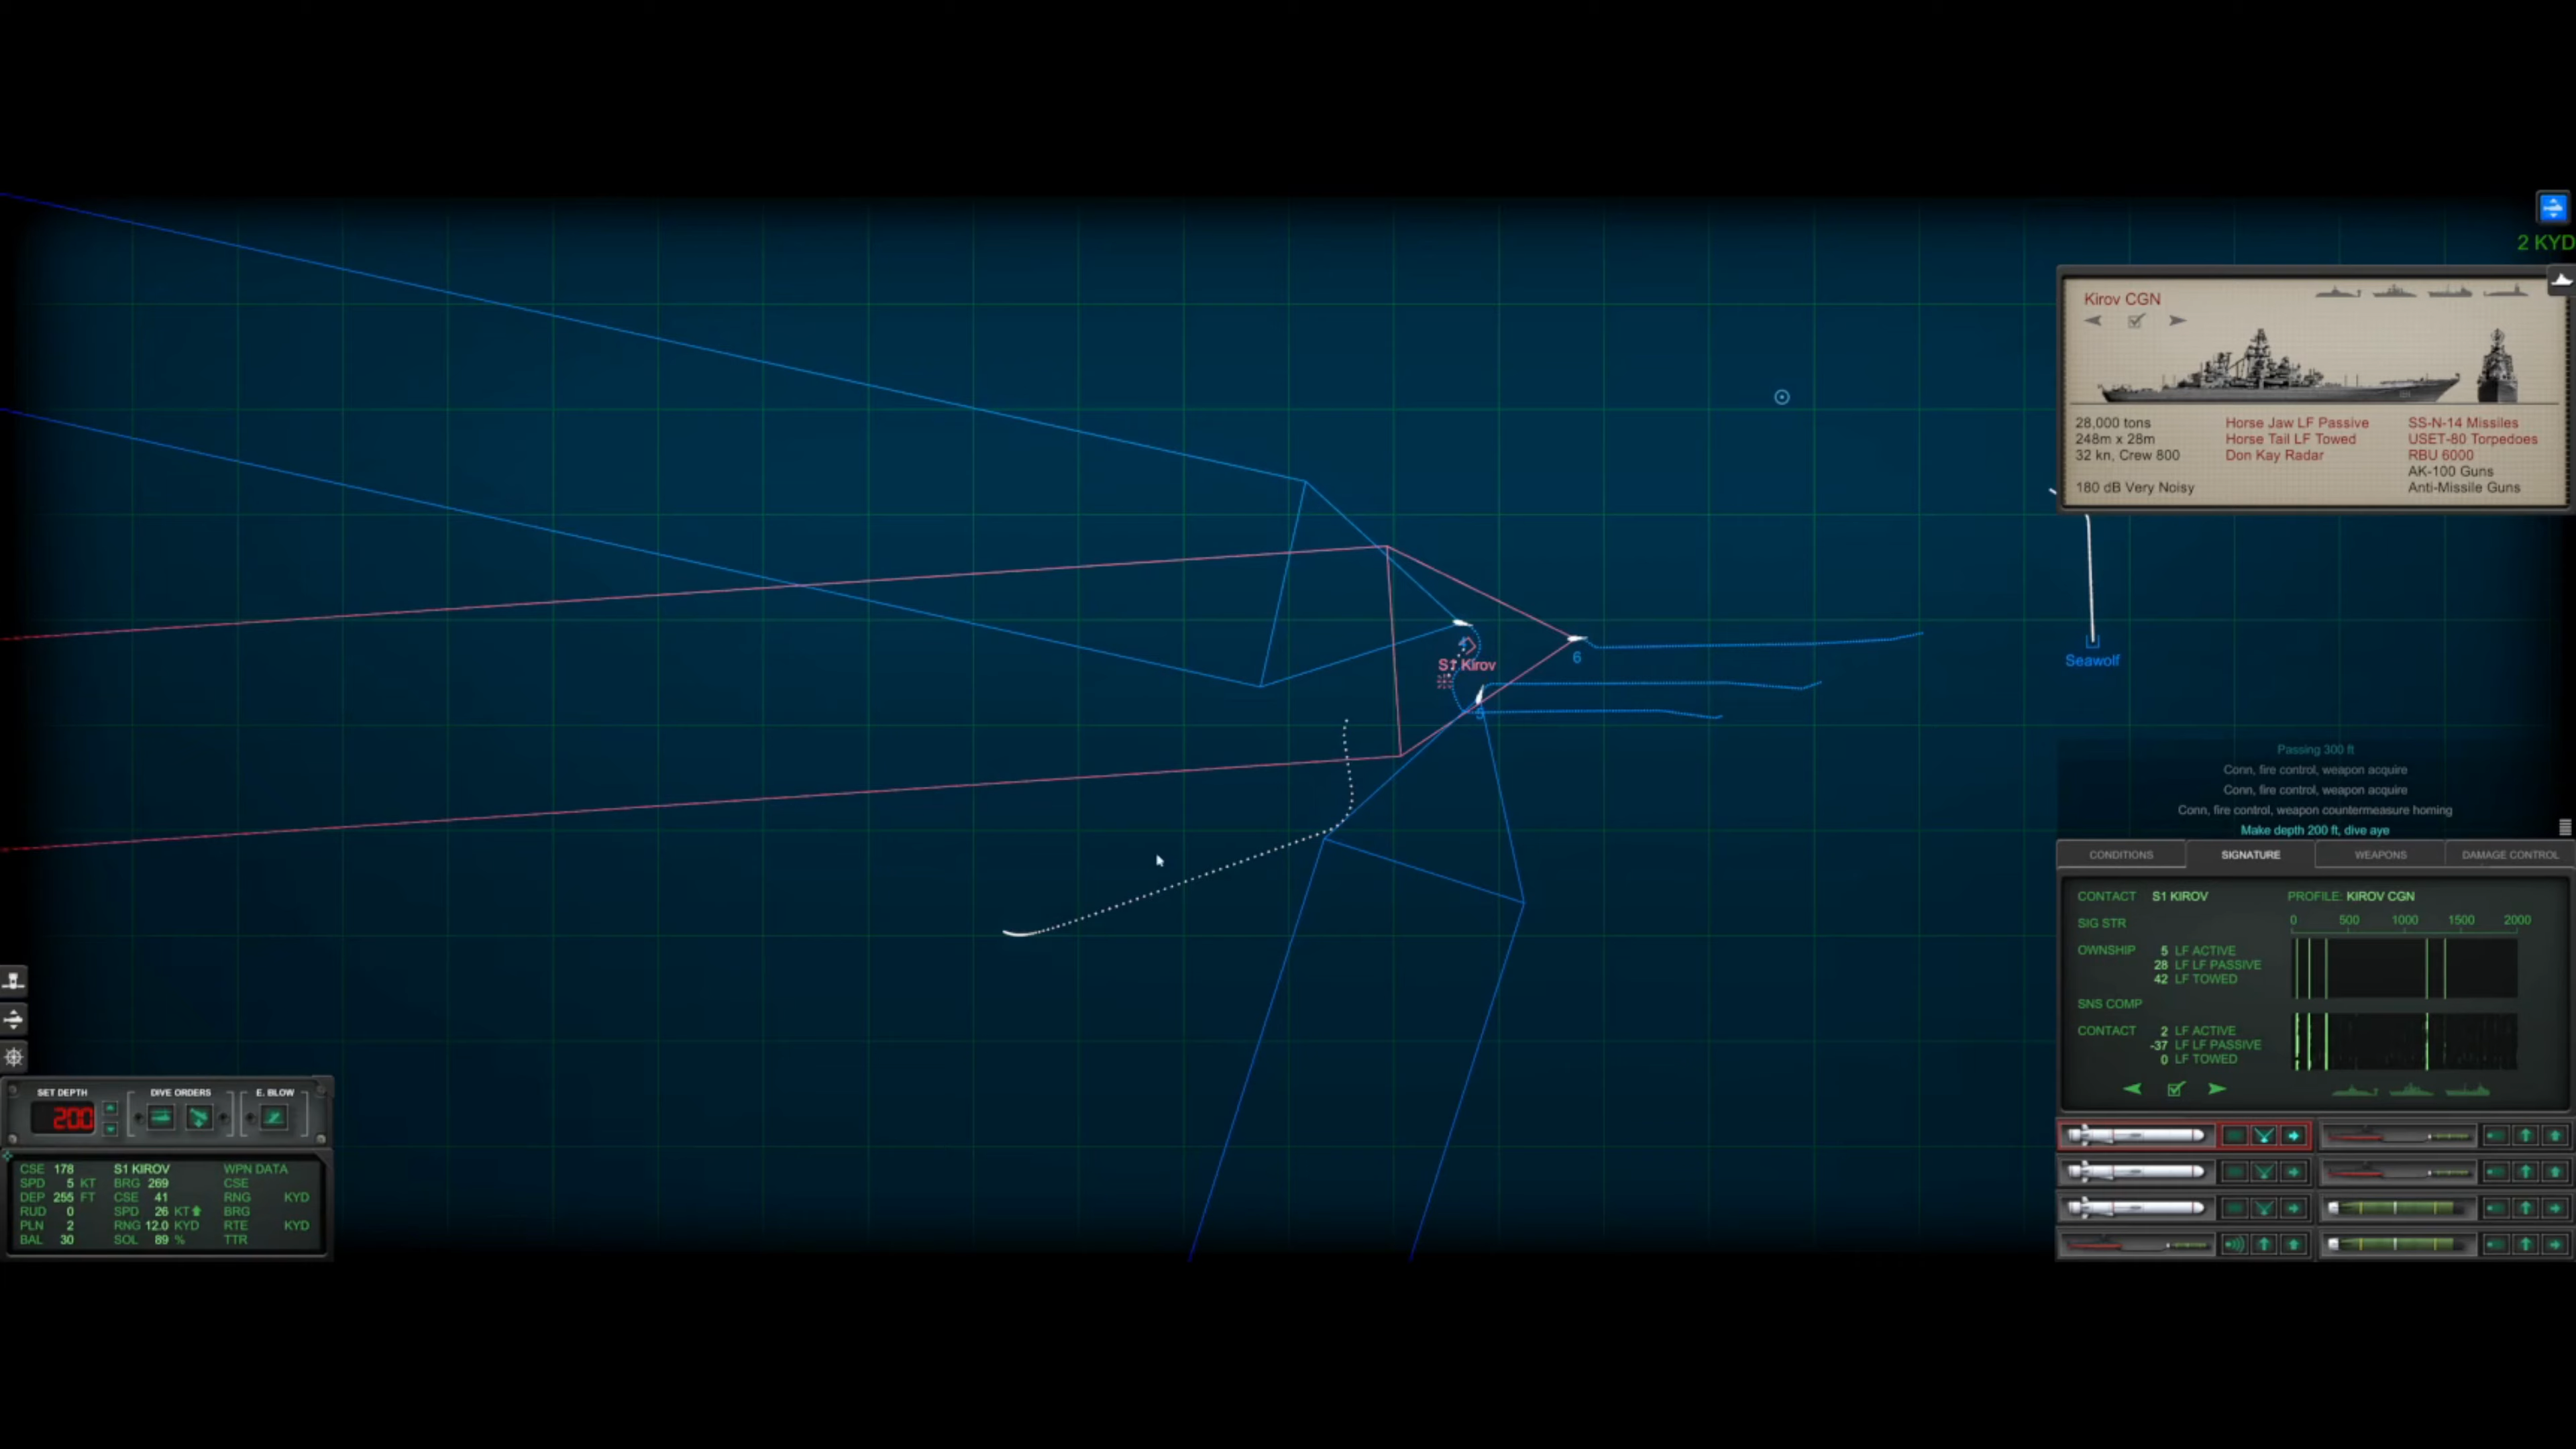 2 KYD
Kirov CGN
28,000 tons
248m x 28m
32 kn, Crew 800
180 dB Very Noisy
Horse Jaw LF Passive
Horse Tail LF Towed
Don Kay Radar
SS-N-14 Missiles
USET-80 Torpedoes
RBU 6000
AK-100 Guns
Anti-Missile Guns
S1 Kirov
6
5
Seawolf
Passing 300 ft
Conn, fire control, weapon acquire
Conn, fire control, weapon acquire
Conn, fire control, weapon countermeasure homing
Make depth 200 ft, dive aye
CONDITIONS SIGNATURE WEAPONS DAMAGE CONTROL
CONTACT S1 KIROV PROFILE: KIROV CGN
SIG STR 0 500 1000 1500 2000
OWNSHIP 5 LF ACTIVE
28 LF LF PASSIVE
42 LF TOWED
SNS COMP
CONTACT 2 LF ACTIVE
-37 LF LF PASSIVE
0 LF TOWED
SET DEPTH DIVE ORDERS E. BLOW
200
CSE 178 S1 KIROV WPN DATA
SPD 5 KT BRG 269 CSE
DEP 255 FT CSE 41 RNG KYD
RUD 0 SPD 26 KT BRG
PLN 2 RNG 12.0 KYD RTE KYD
BAL 30 SOL 89 % TTR